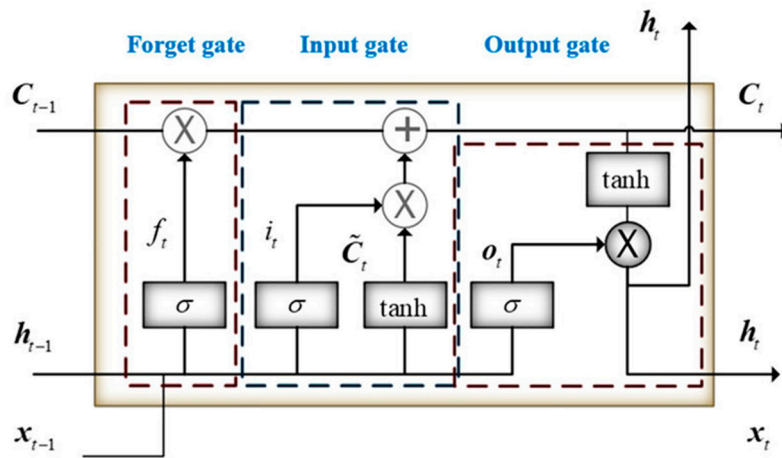 h_t
Forget gate Input gate Output gate
C_{t-1} C_t
X +
tanh
f_t i_t X C̃_t o_t X
σ σ tanh σ
h_{t-1} h_t
x_{t-1} x_t